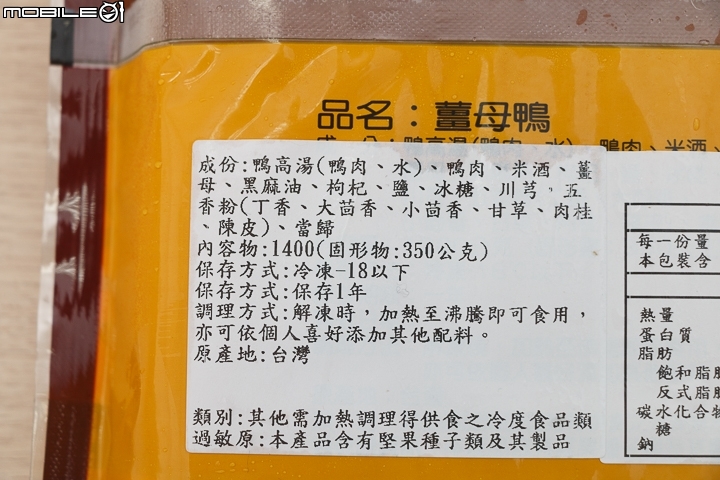 MOBILE01
品名：薑母鴨
成份:鴨高湯(鴨肉、水)、鴨肉、米酒、薑
母、黑麻油、枸杞、鹽、冰糖、川芎、五
香粉(丁香、大茴香、小茴香、甘草、肉桂
、陳皮)、當歸
內容物:1400(固形物:350公克)
保存方式:冷凍-18以下
保存方式:保存1年
調理方式:解凍時，加熱至沸騰即可食用，
亦可依個人喜好添加其他配料。
原產地:台灣
類別:其他需加熱調理得供食之冷度食品類
過敏原:本產品含有堅果種子類及其製品
每一份量
本包裝含
熱量
蛋白質
脂肪
飽和脂肪
反式脂肪
碳水化合物
糖
鈉